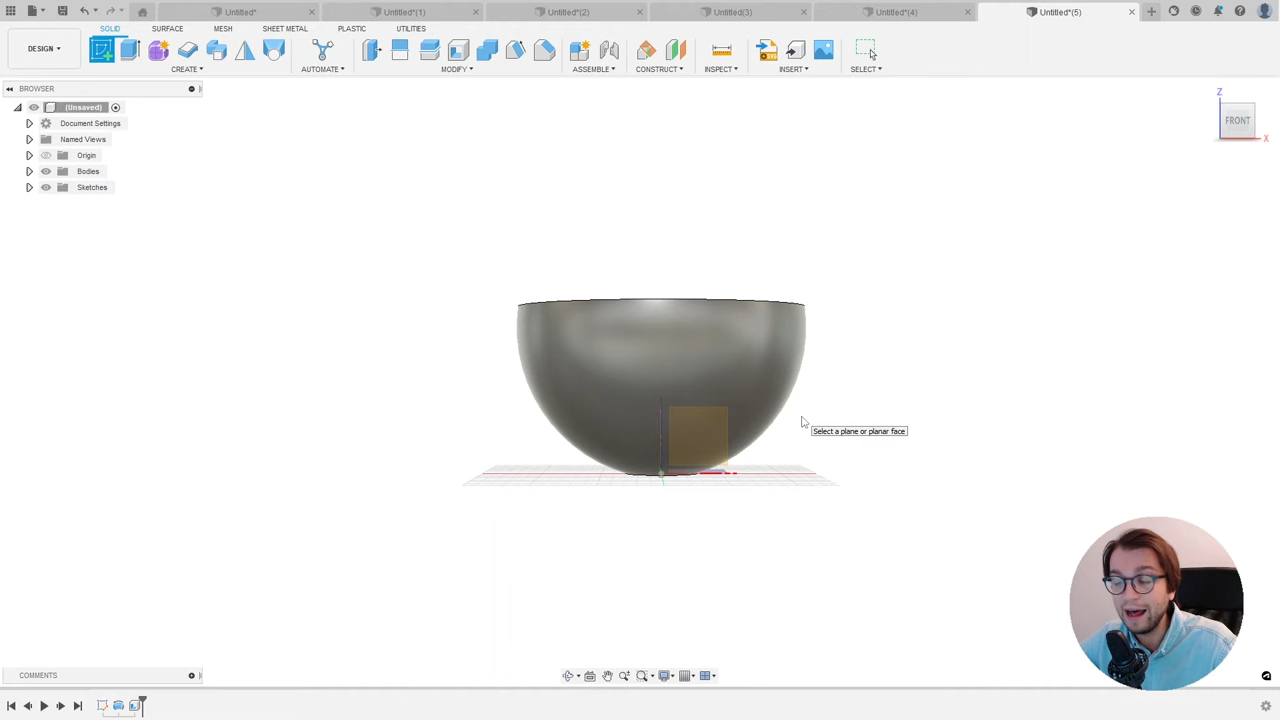 Untitled* Untitled*(1) Untitled*(2) Untitled(3) Untitled*(4) Untitled*(5)
SOLID SURFACE MESH SHEET METAL PLASTIC UTILITIES
DESIGN
CREATE AUTOMATE MODIFY ASSEMBLE CONSTRUCT INSPECT INSERT SELECT
BROWSER
(Unsaved)
Document Settings
Named Views
Origin
Bodies
Sketches
Z
FRONT
X
Select a plane or planar face
COMMENTS